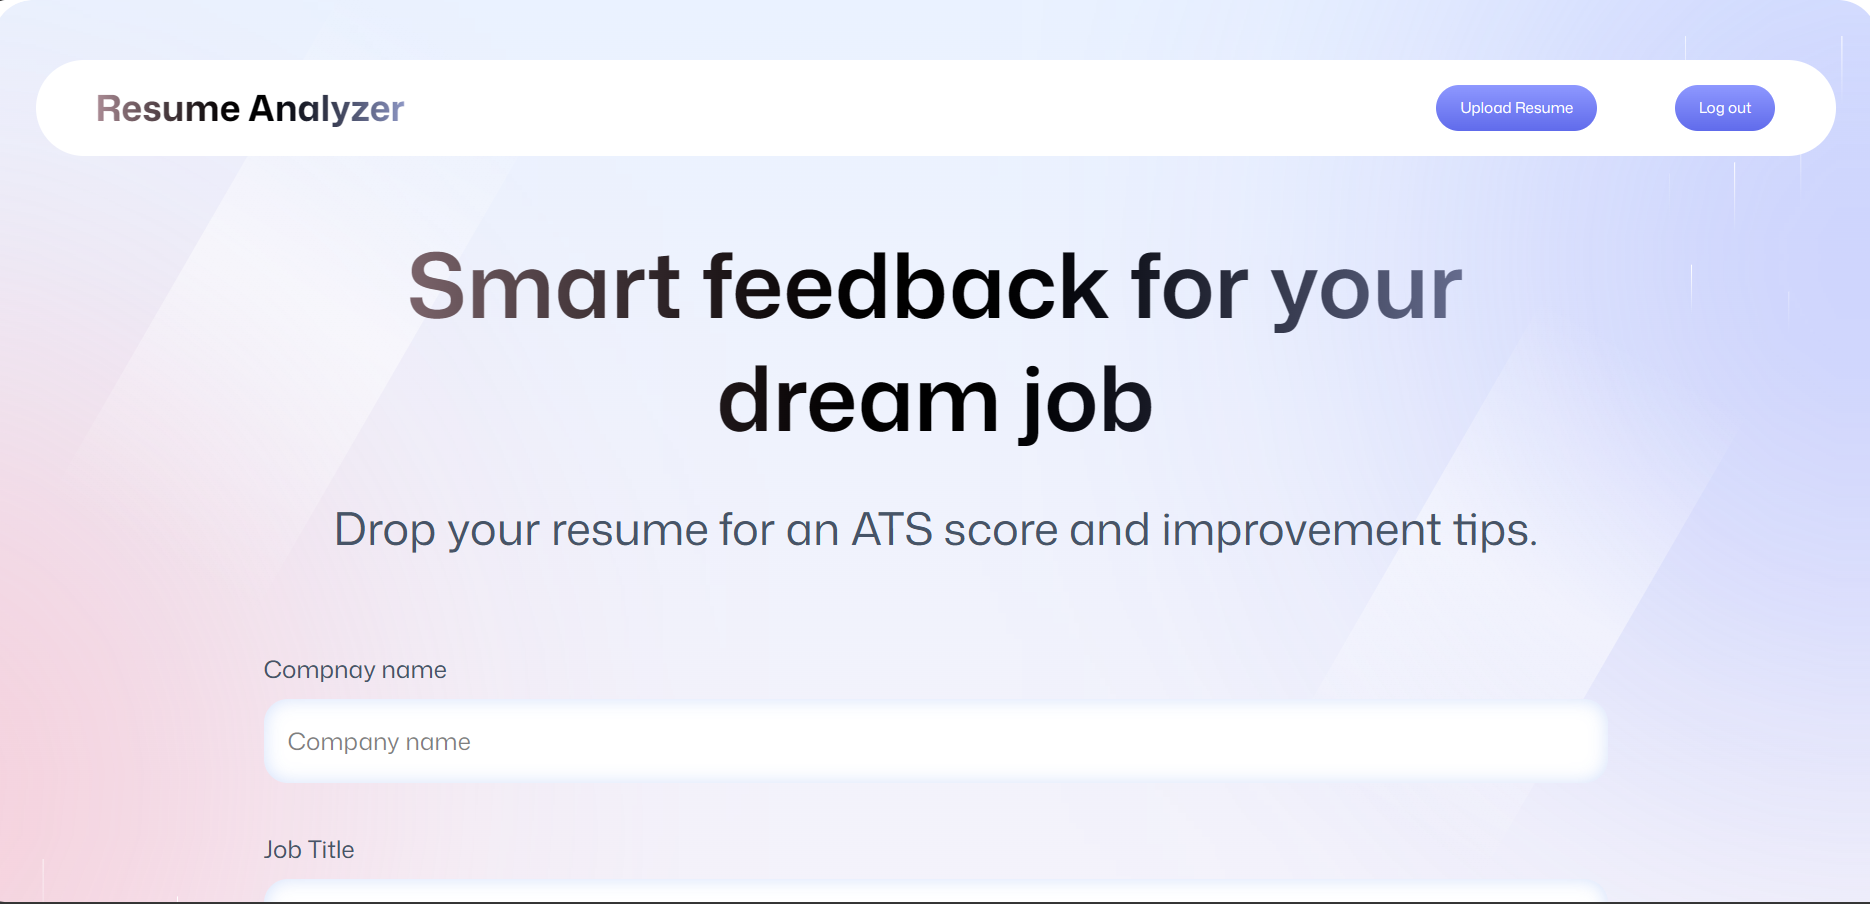 Resume Analyzer
Upload Resume
Log out
Smart feedback for your
dream job
Drop your resume for an ATS score and improvement tips.
Compnay name
Company name
Job Title